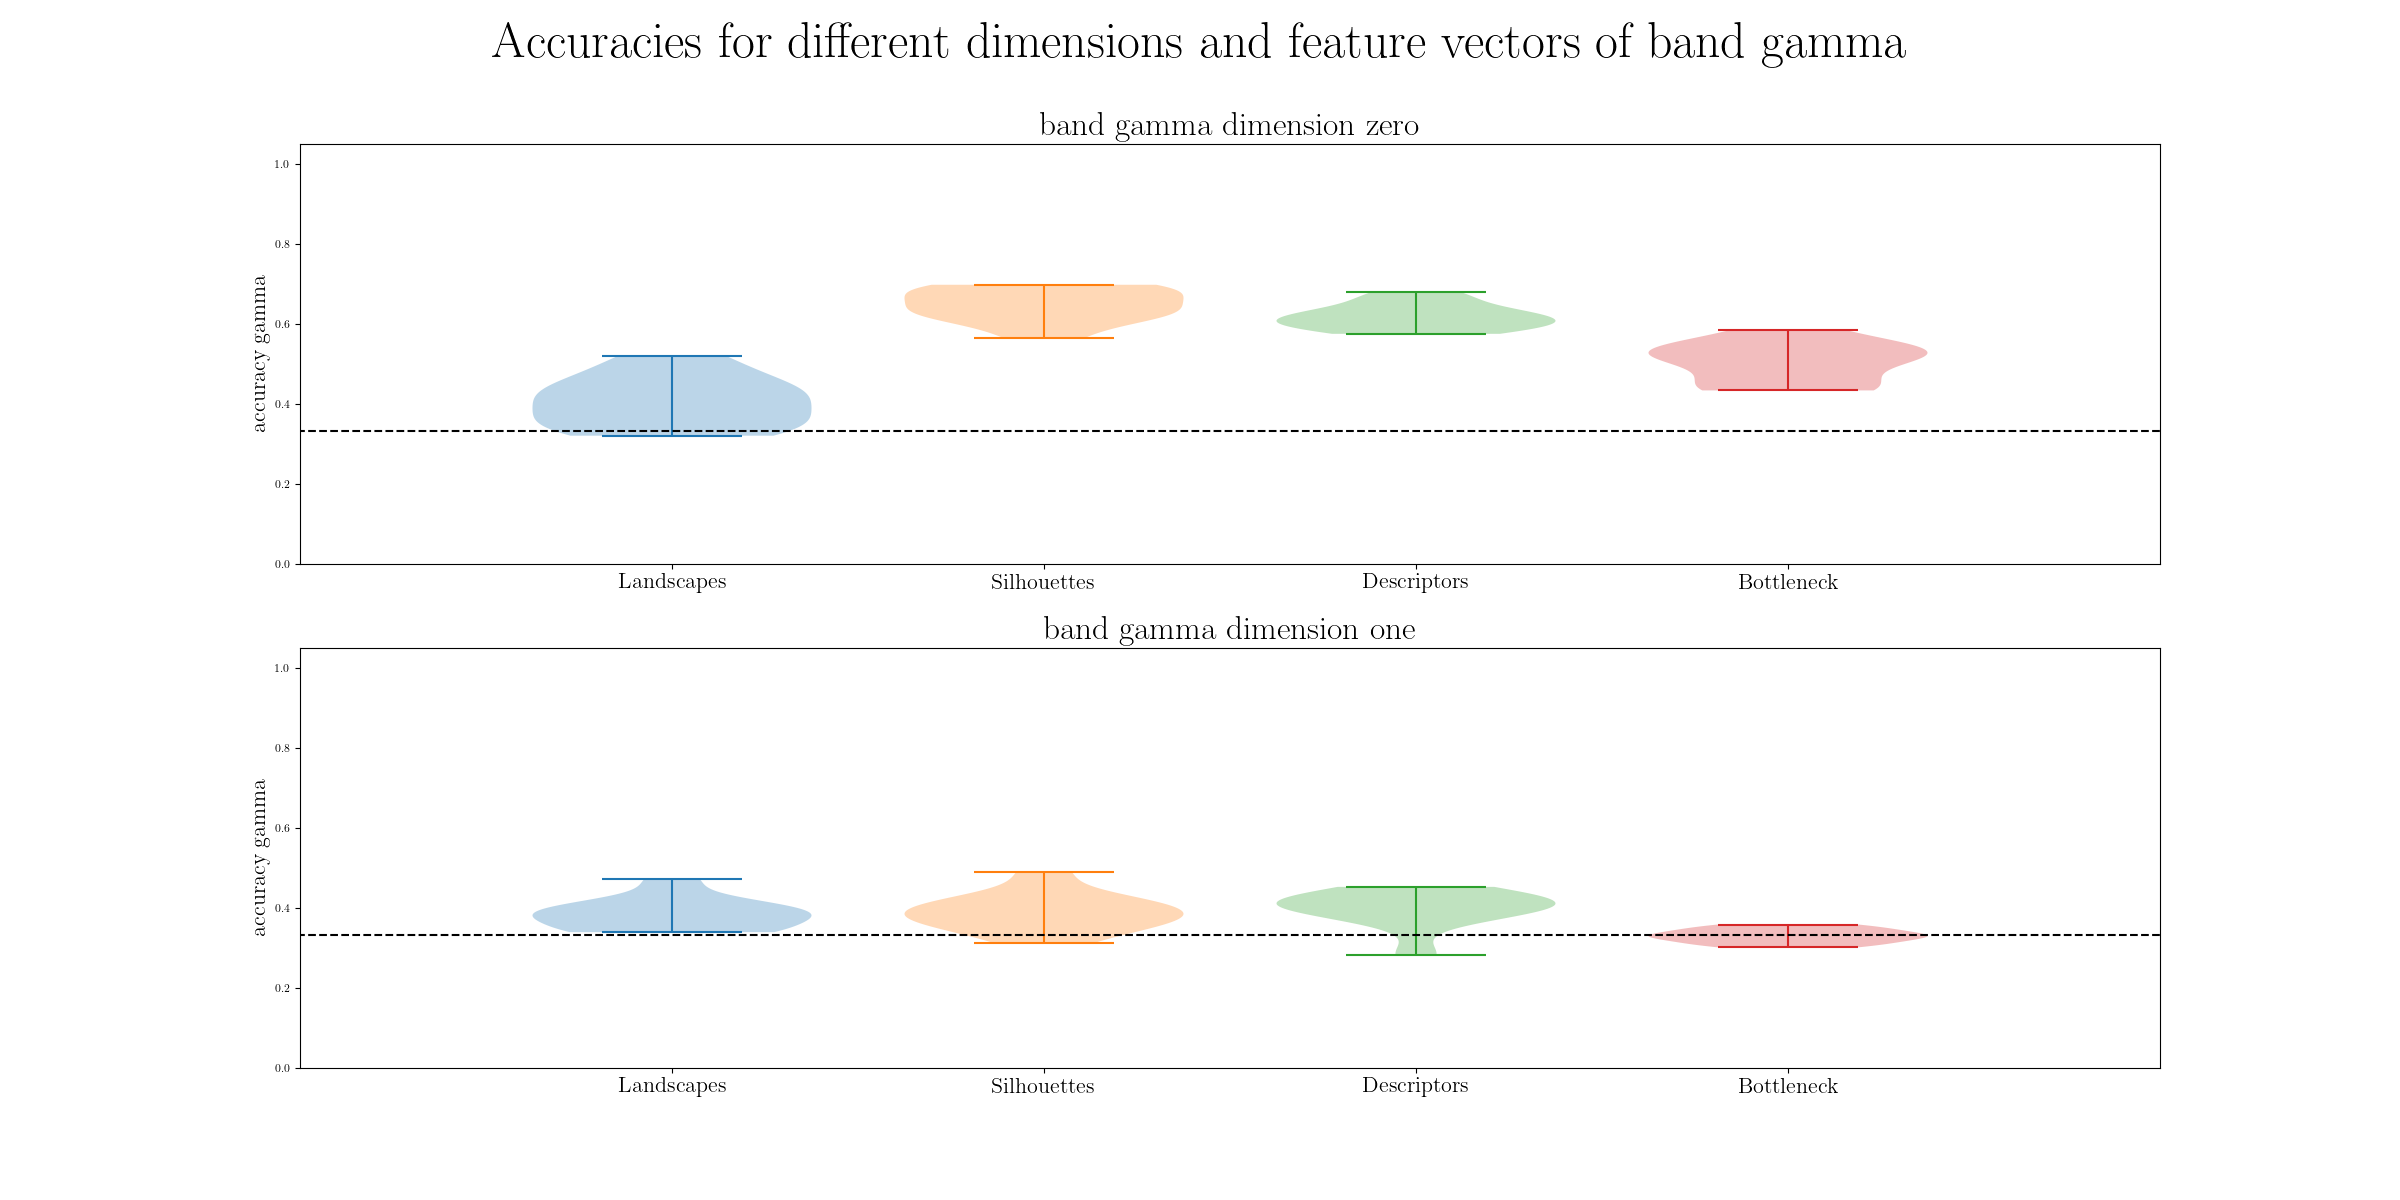 Accuracies for different dimensions and feature vectors of band gamma
band gamma dimension zero
accuracy gamma
1.0
0.8
0.6
0.4
0.2
0.0
Landscapes Silhouettes Descriptors Bottleneck
band gamma dimension one
accuracy gamma
1.0
0.8
0.6
0.4
0.2
0.0
Landscapes Silhouettes Descriptors Bottleneck